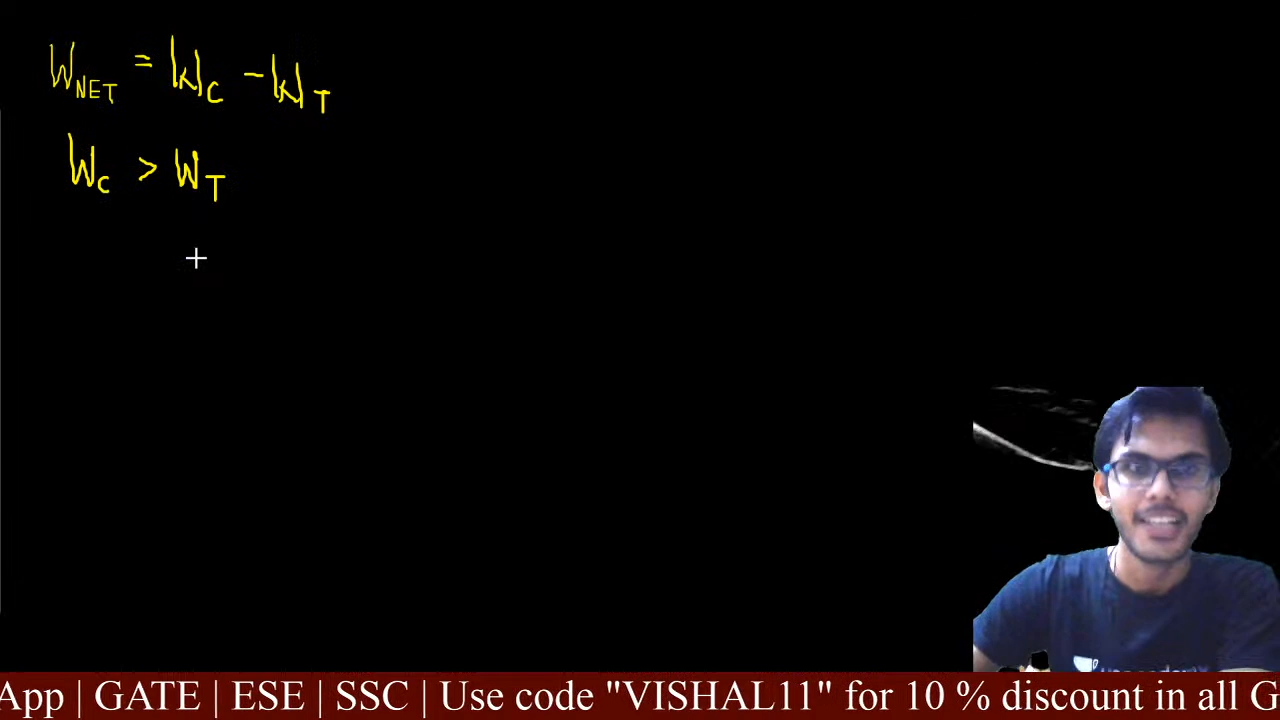 W_NET = W_C - W_T
W_C > W_T
App | GATE | ESE | SSC | Use code "VISHAL11" for 10 % discount in all G